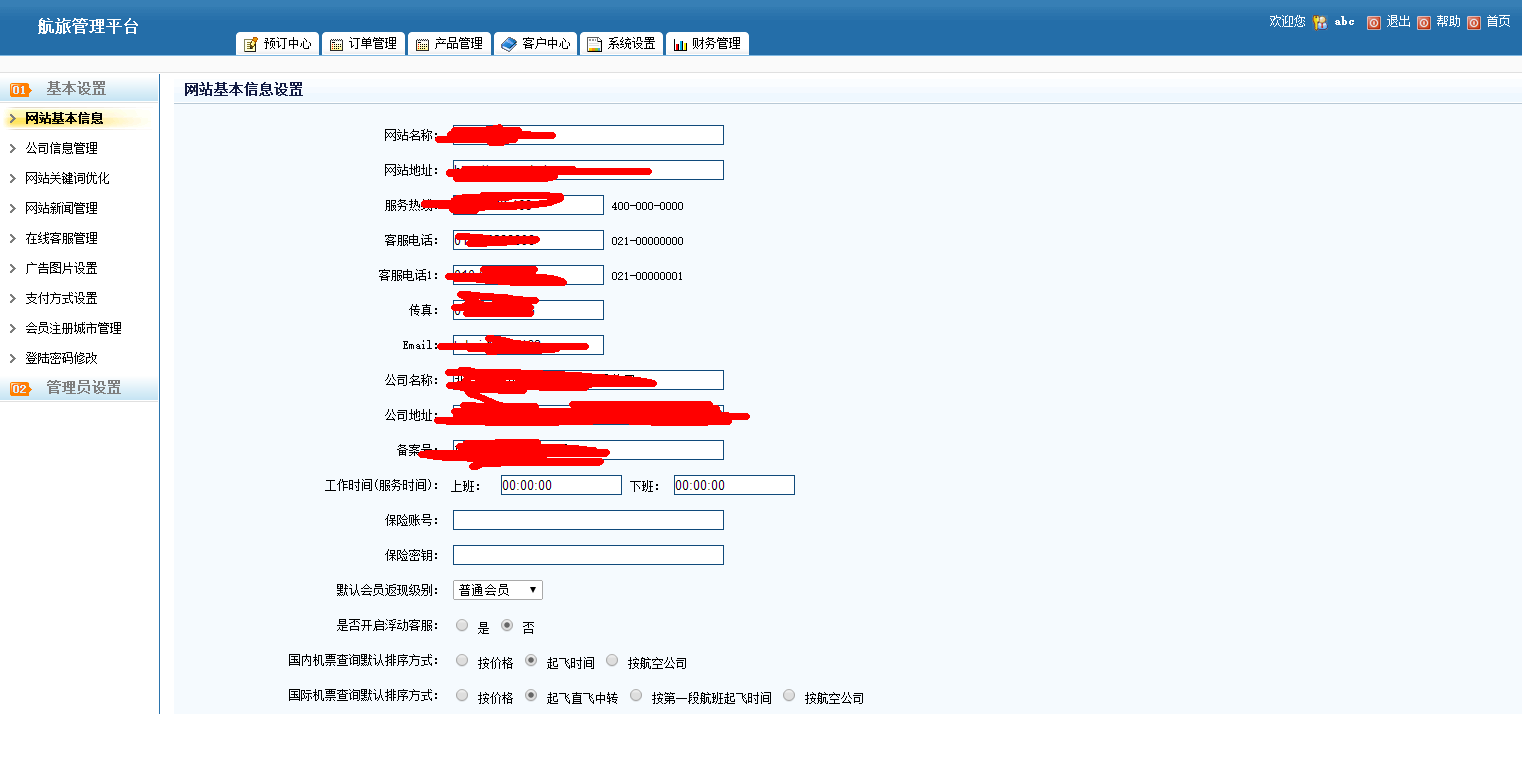 航旅管理平台
欢迎您 abc 退出 帮助 首页
预订中心 订单管理 产品管理 客户中心 系统设置 财务管理
01 基本设置
网站基本信息
公司信息管理
网站关键词优化
网站新闻管理
在线客服管理
广告图片设置
支付方式设置
会员注册城市管理
登陆密码修改
02 管理员设置
网站基本信息设置
网站名称:
网站地址:
服务热线: 400-000-0000
客服电话: 021-00000000
客服电话1: 021-00000001
传真:
Email:
公司名称:
公司地址:
备案号:
工作时间(服务时间): 上班: 00:00:00 下班: 00:00:00
保险账号:
保险密钥:
默认会员返现级别: 普通会员
是否开启浮动客服: 是 否
国内机票查询默认排序方式: 按价格 起飞时间 按航空公司
国际机票查询默认排序方式: 按价格 起飞直飞中转 按第一段航班起飞时间 按航空公司